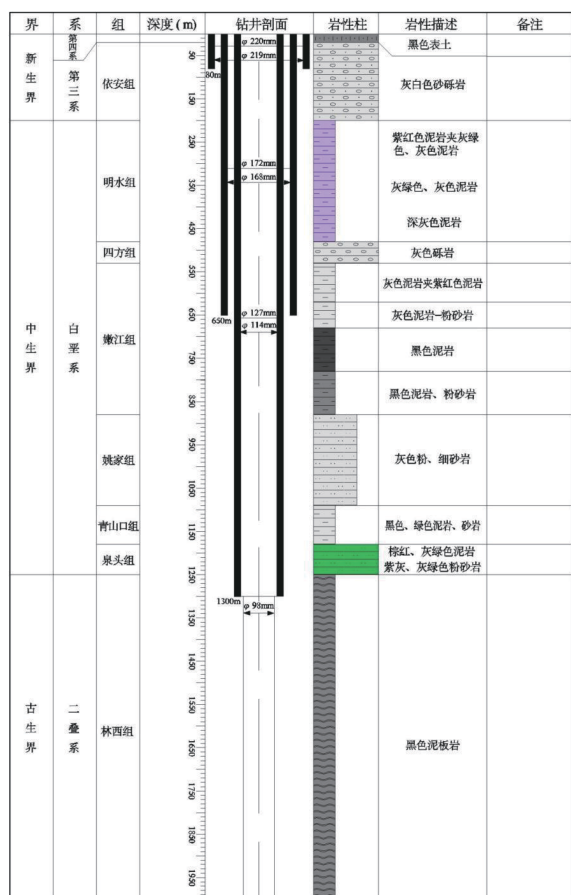 界 系 组 深度(m) 钻井剖面 岩性柱 岩性描述 备注
新生界
第四系
第三系
依安组
50
150
φ 220mm
φ 219mm
80m
黑色表土
灰白色砂砾岩
中生界
白垩系
明水组
250
350
450
φ 172mm
φ 168mm
紫红色泥岩夹灰绿
色、灰色泥岩
灰绿色、灰色泥岩
深灰色泥岩
四方组
灰色砾岩
嫩江组
550
650
750
850
650m
φ 127mm
φ 114mm
灰色泥岩夹紫红色泥岩
灰色泥岩-粉砂岩
黑色泥岩
黑色泥岩、粉砂岩
姚家组
950
1050
灰色粉、细砂岩
青山口组
1150
黑色、绿色泥岩、砂岩
泉头组
1250
棕红、灰绿色泥岩
紫灰、灰绿色粉砂岩
古生界
二叠系
林西组
1300m
φ 98mm
1350
1450
1550
1650
1750
1850
1950
黑色泥板岩